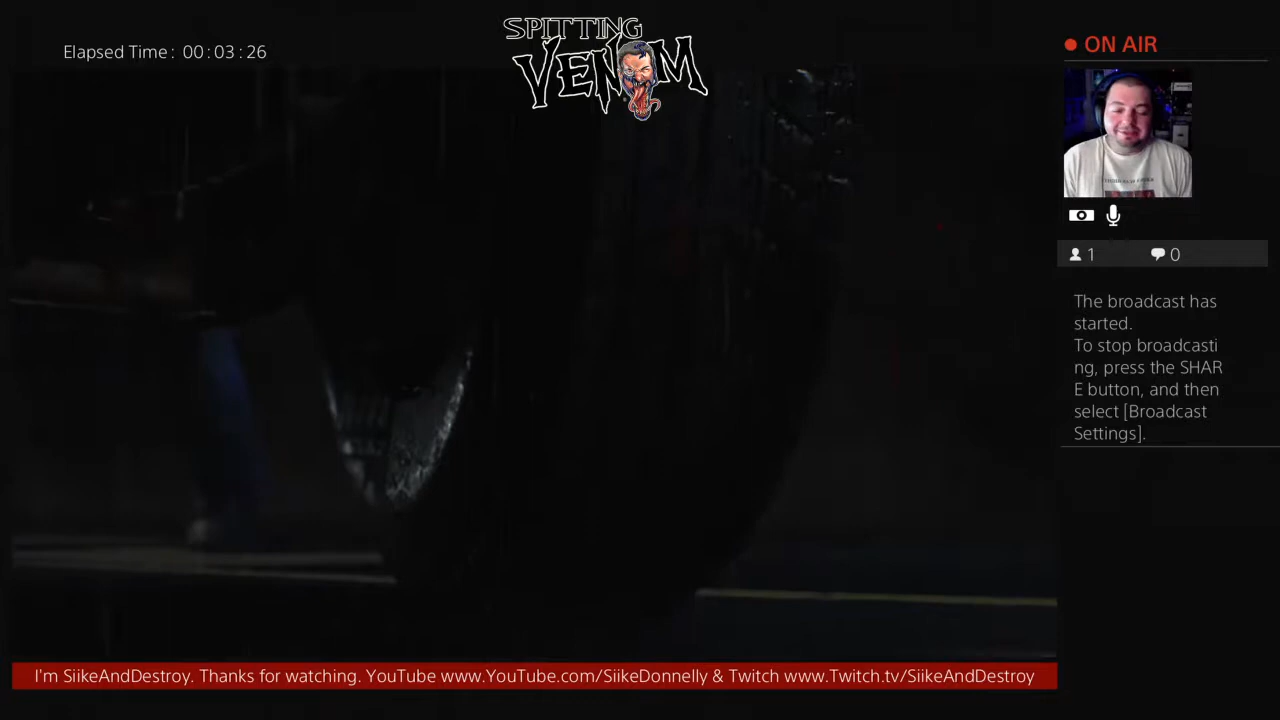 Elapsed Time: 00:03:26
SPITTING
VENOM
ON AIR
1
0
The broadcast has
started.
To stop broadcasti
ng, press the SHAR
E button, and then
select [Broadcast
Settings].
I'm SiikeAndDestroy. Thanks for watching. YouTube www.YouTube.com/SiikeDonnelly & Twitch www.Twitch.tv/SiikeAndDestroy